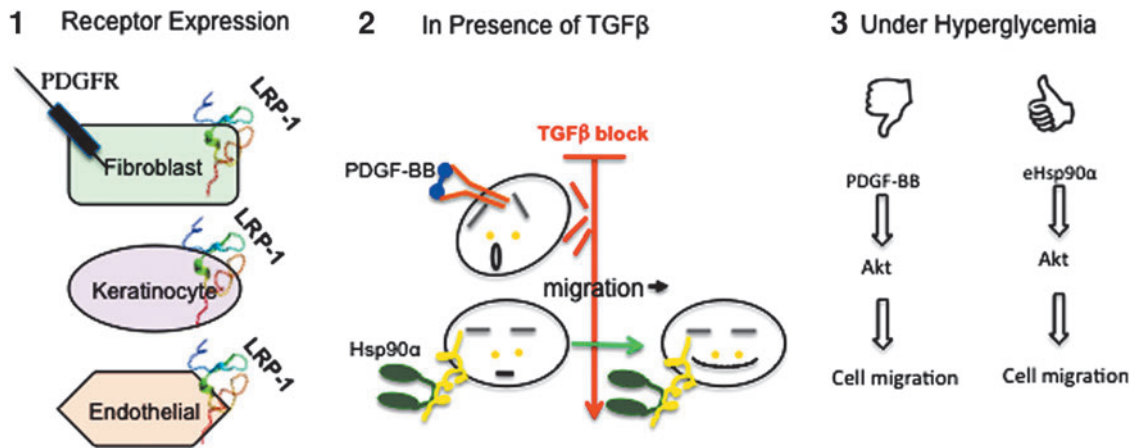 1 Receptor Expression
PDGFR
LRP-1
Fibroblast
LRP-1
Keratinocyte
LRP-1
Endothelial
2 In Presence of TGFβ
TGFβ block
PDGF-BB
migration
Hsp90α
3 Under Hyperglycemia
PDGF-BB
Akt
Cell migration
eHsp90α
Akt
Cell migration